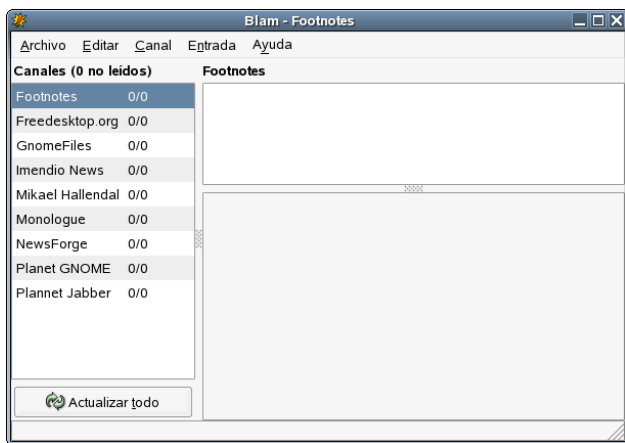 Blam - Footnotes
Archivo Editar Canal Entrada Ayuda
Canales (0 no leídos)
Footnotes
Footnotes 0/0
Freedesktop.org 0/0
GnomeFiles 0/0
Imendio News 0/0
Mikael Hallendal 0/0
Monologue 0/0
NewsForge 0/0
Planet GNOME 0/0
Plannet Jabber 0/0
Actualizar todo